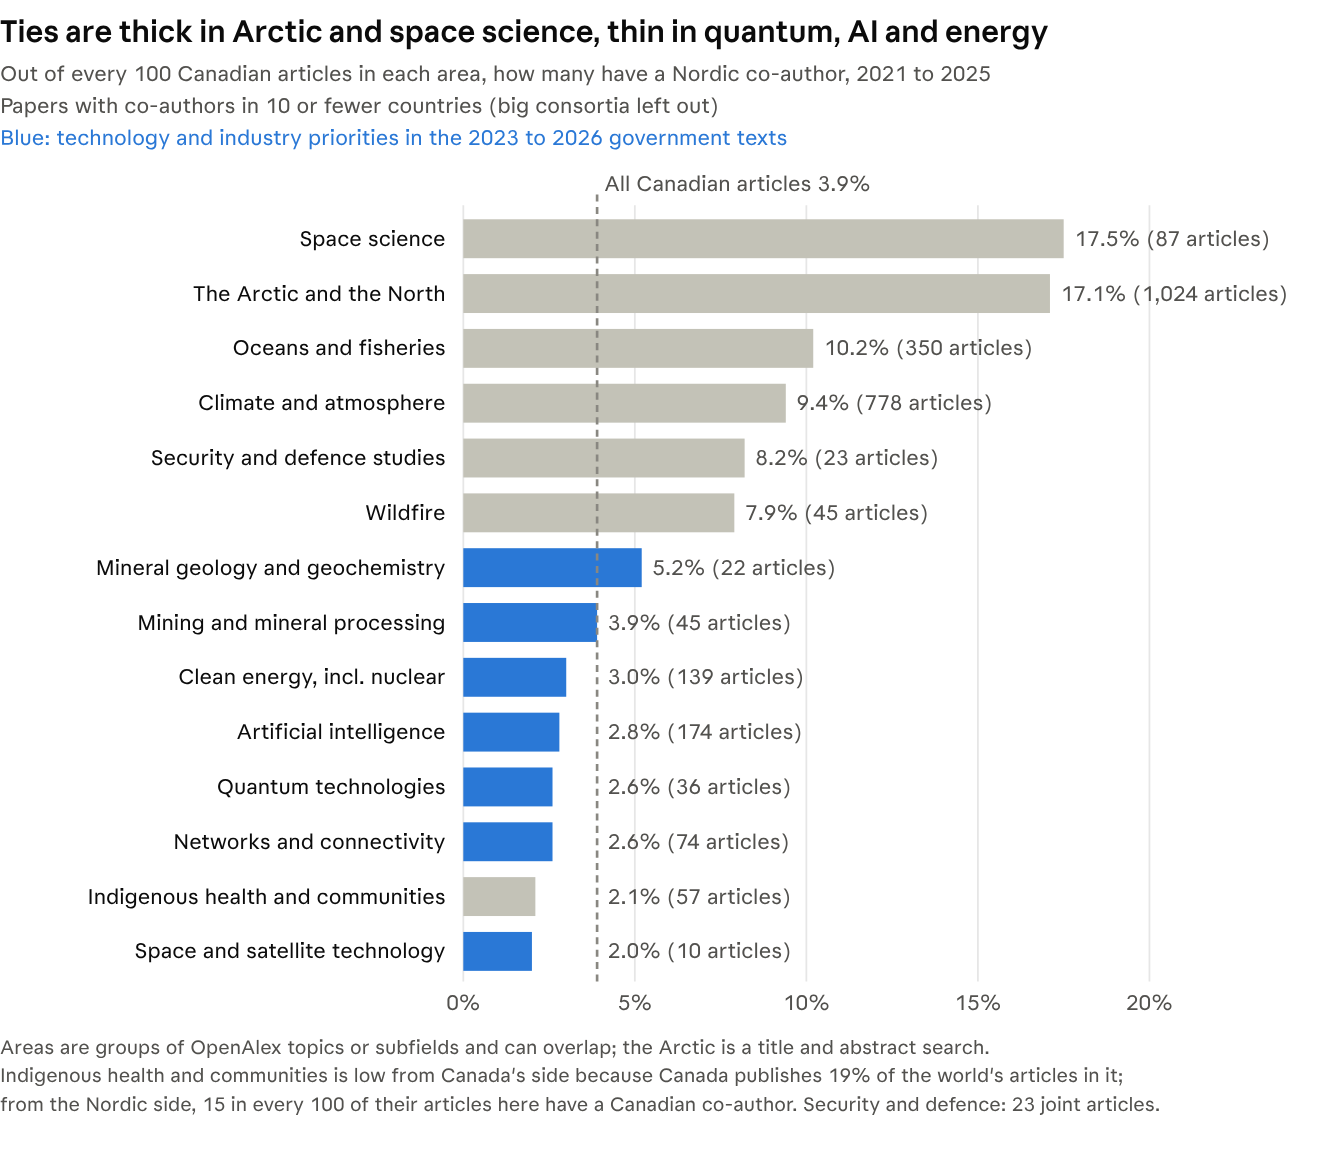 Ties are thick in Arctic and space science, thin in quantum, AI and energy
Out of every 100 Canadian articles in each area, how many have a Nordic co-author, 2021 to 2025
Papers with co-authors in 10 or fewer countries (big consortia left out)
Blue: technology and industry priorities in the 2023 to 2026 government texts
All Canadian articles 3.9%
Space science 17.5% (87 articles)
The Arctic and the North 17.1% (1,024 articles)
Oceans and fisheries 10.2% (350 articles)
Climate and atmosphere 9.4% (778 articles)
Security and defence studies 8.2% (23 articles)
Wildfire 7.9% (45 articles)
Mineral geology and geochemistry 5.2% (22 articles)
Mining and mineral processing 3.9% (45 articles)
Clean energy, incl. nuclear 3.0% (139 articles)
Artificial intelligence 2.8% (174 articles)
Quantum technologies 2.6% (36 articles)
Networks and connectivity 2.6% (74 articles)
Indigenous health and communities 2.1% (57 articles)
Space and satellite technology 2.0% (10 articles)
0% 5% 10% 15% 20%
Areas are groups of OpenAlex topics or subfields and can overlap; the Arctic is a title and abstract search.
Indigenous health and communities is low from Canada's side because Canada publishes 19% of the world's articles in it;
from the Nordic side, 15 in every 100 of their articles here have a Canadian co-author. Security and defence: 23 joint articles.